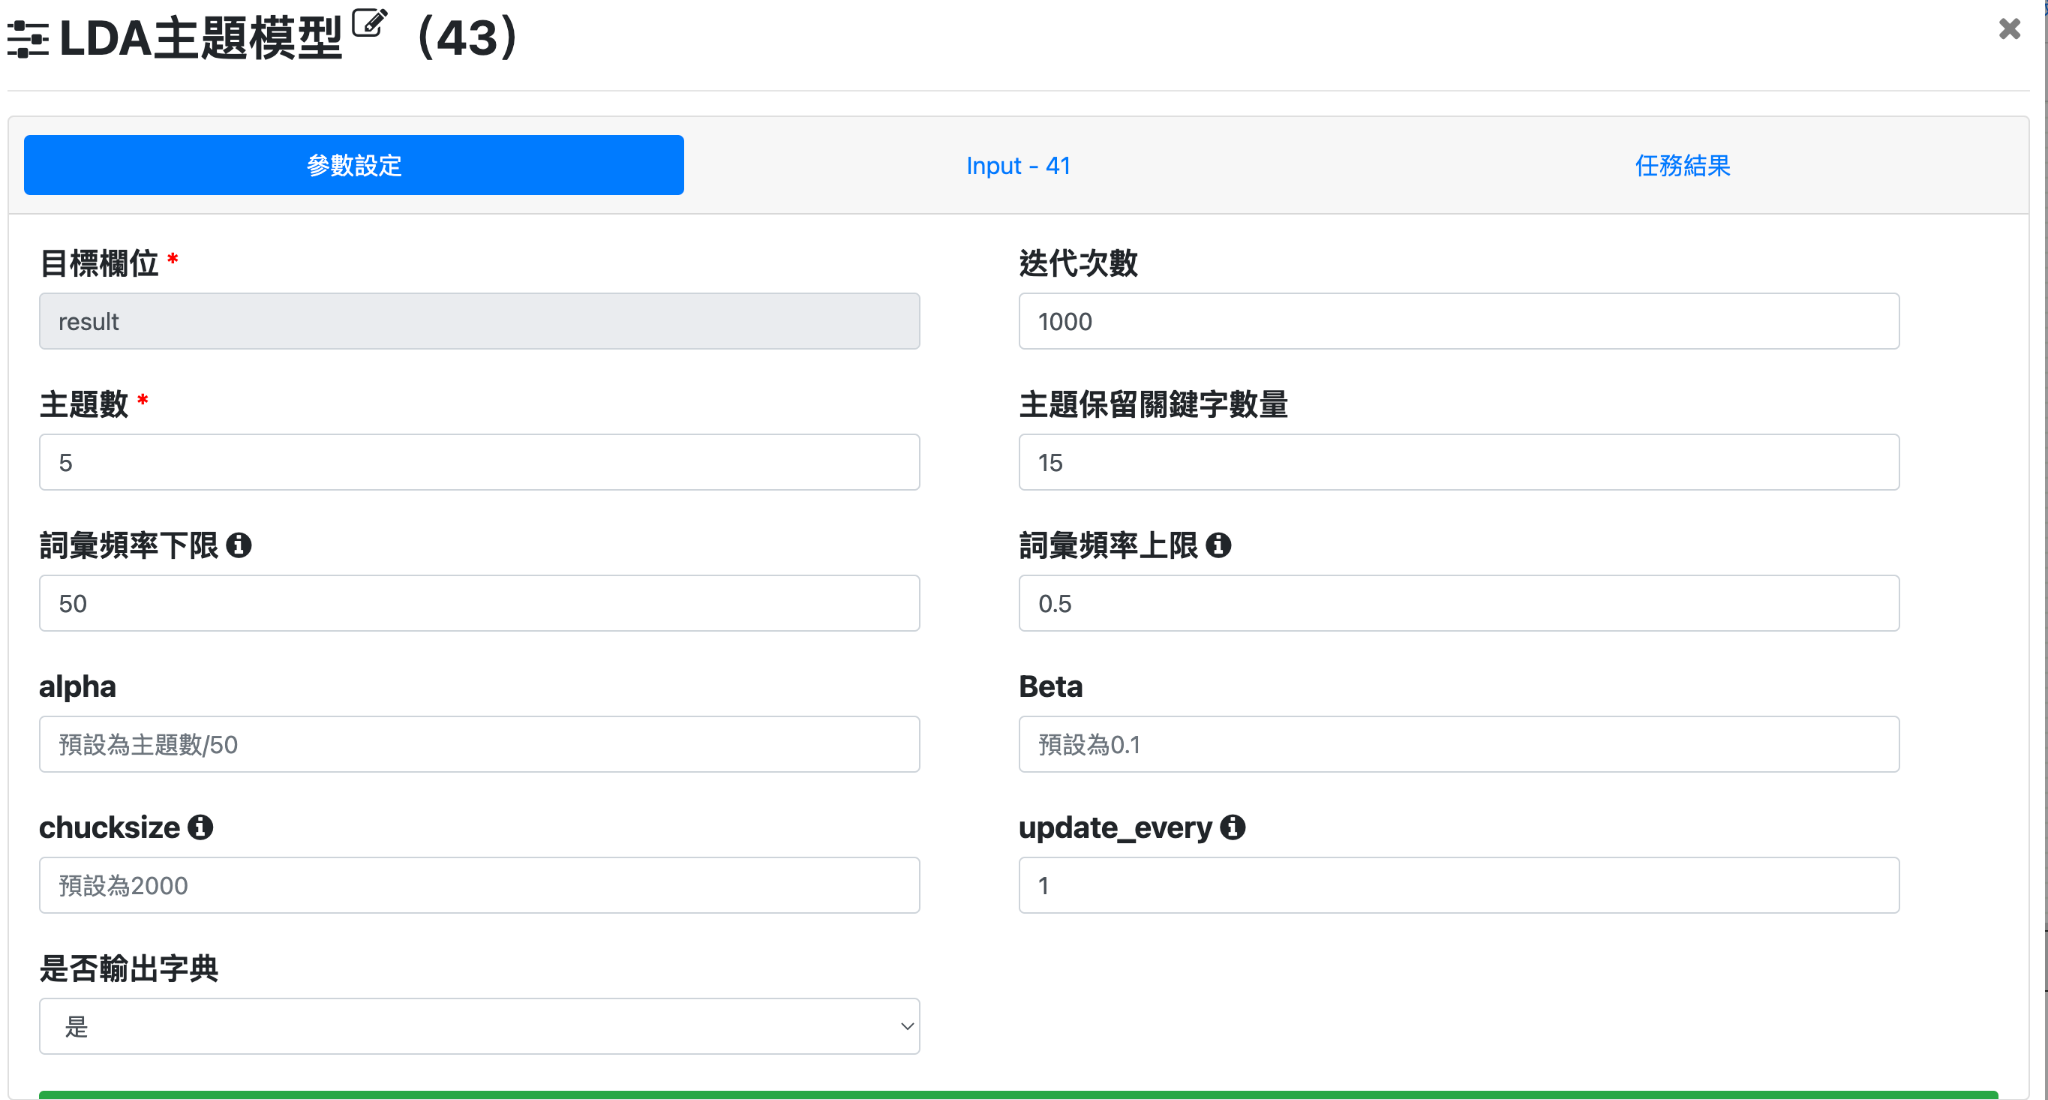 LDA主題模型 (43)
參數設定
Input - 41
任務結果
目標欄位 *
迭代次數
result
1000
主題數 *
主題保留關鍵字數量
5
15
詞彙頻率下限
詞彙頻率上限
50
0.5
alpha
Beta
預設為主題數/50
預設為0.1
chucksize
update_every
預設為2000
1
是否輸出字典
是